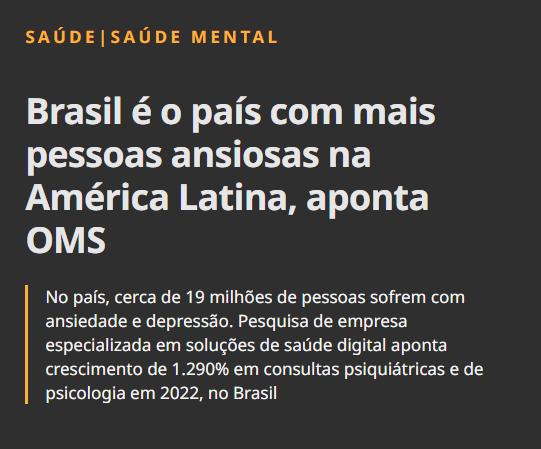 SAÚDE|SAÚDE MENTAL
Brasil é o país com mais
pessoas ansiosas na
América Latina, aponta
OMS
No país, cerca de 19 milhões de pessoas sofrem com
ansiedade e depressão. Pesquisa de empresa
especializada em soluções de saúde digital aponta
crescimento de 1.290% em consultas psiquiátricas e de
psicologia em 2022, no Brasil